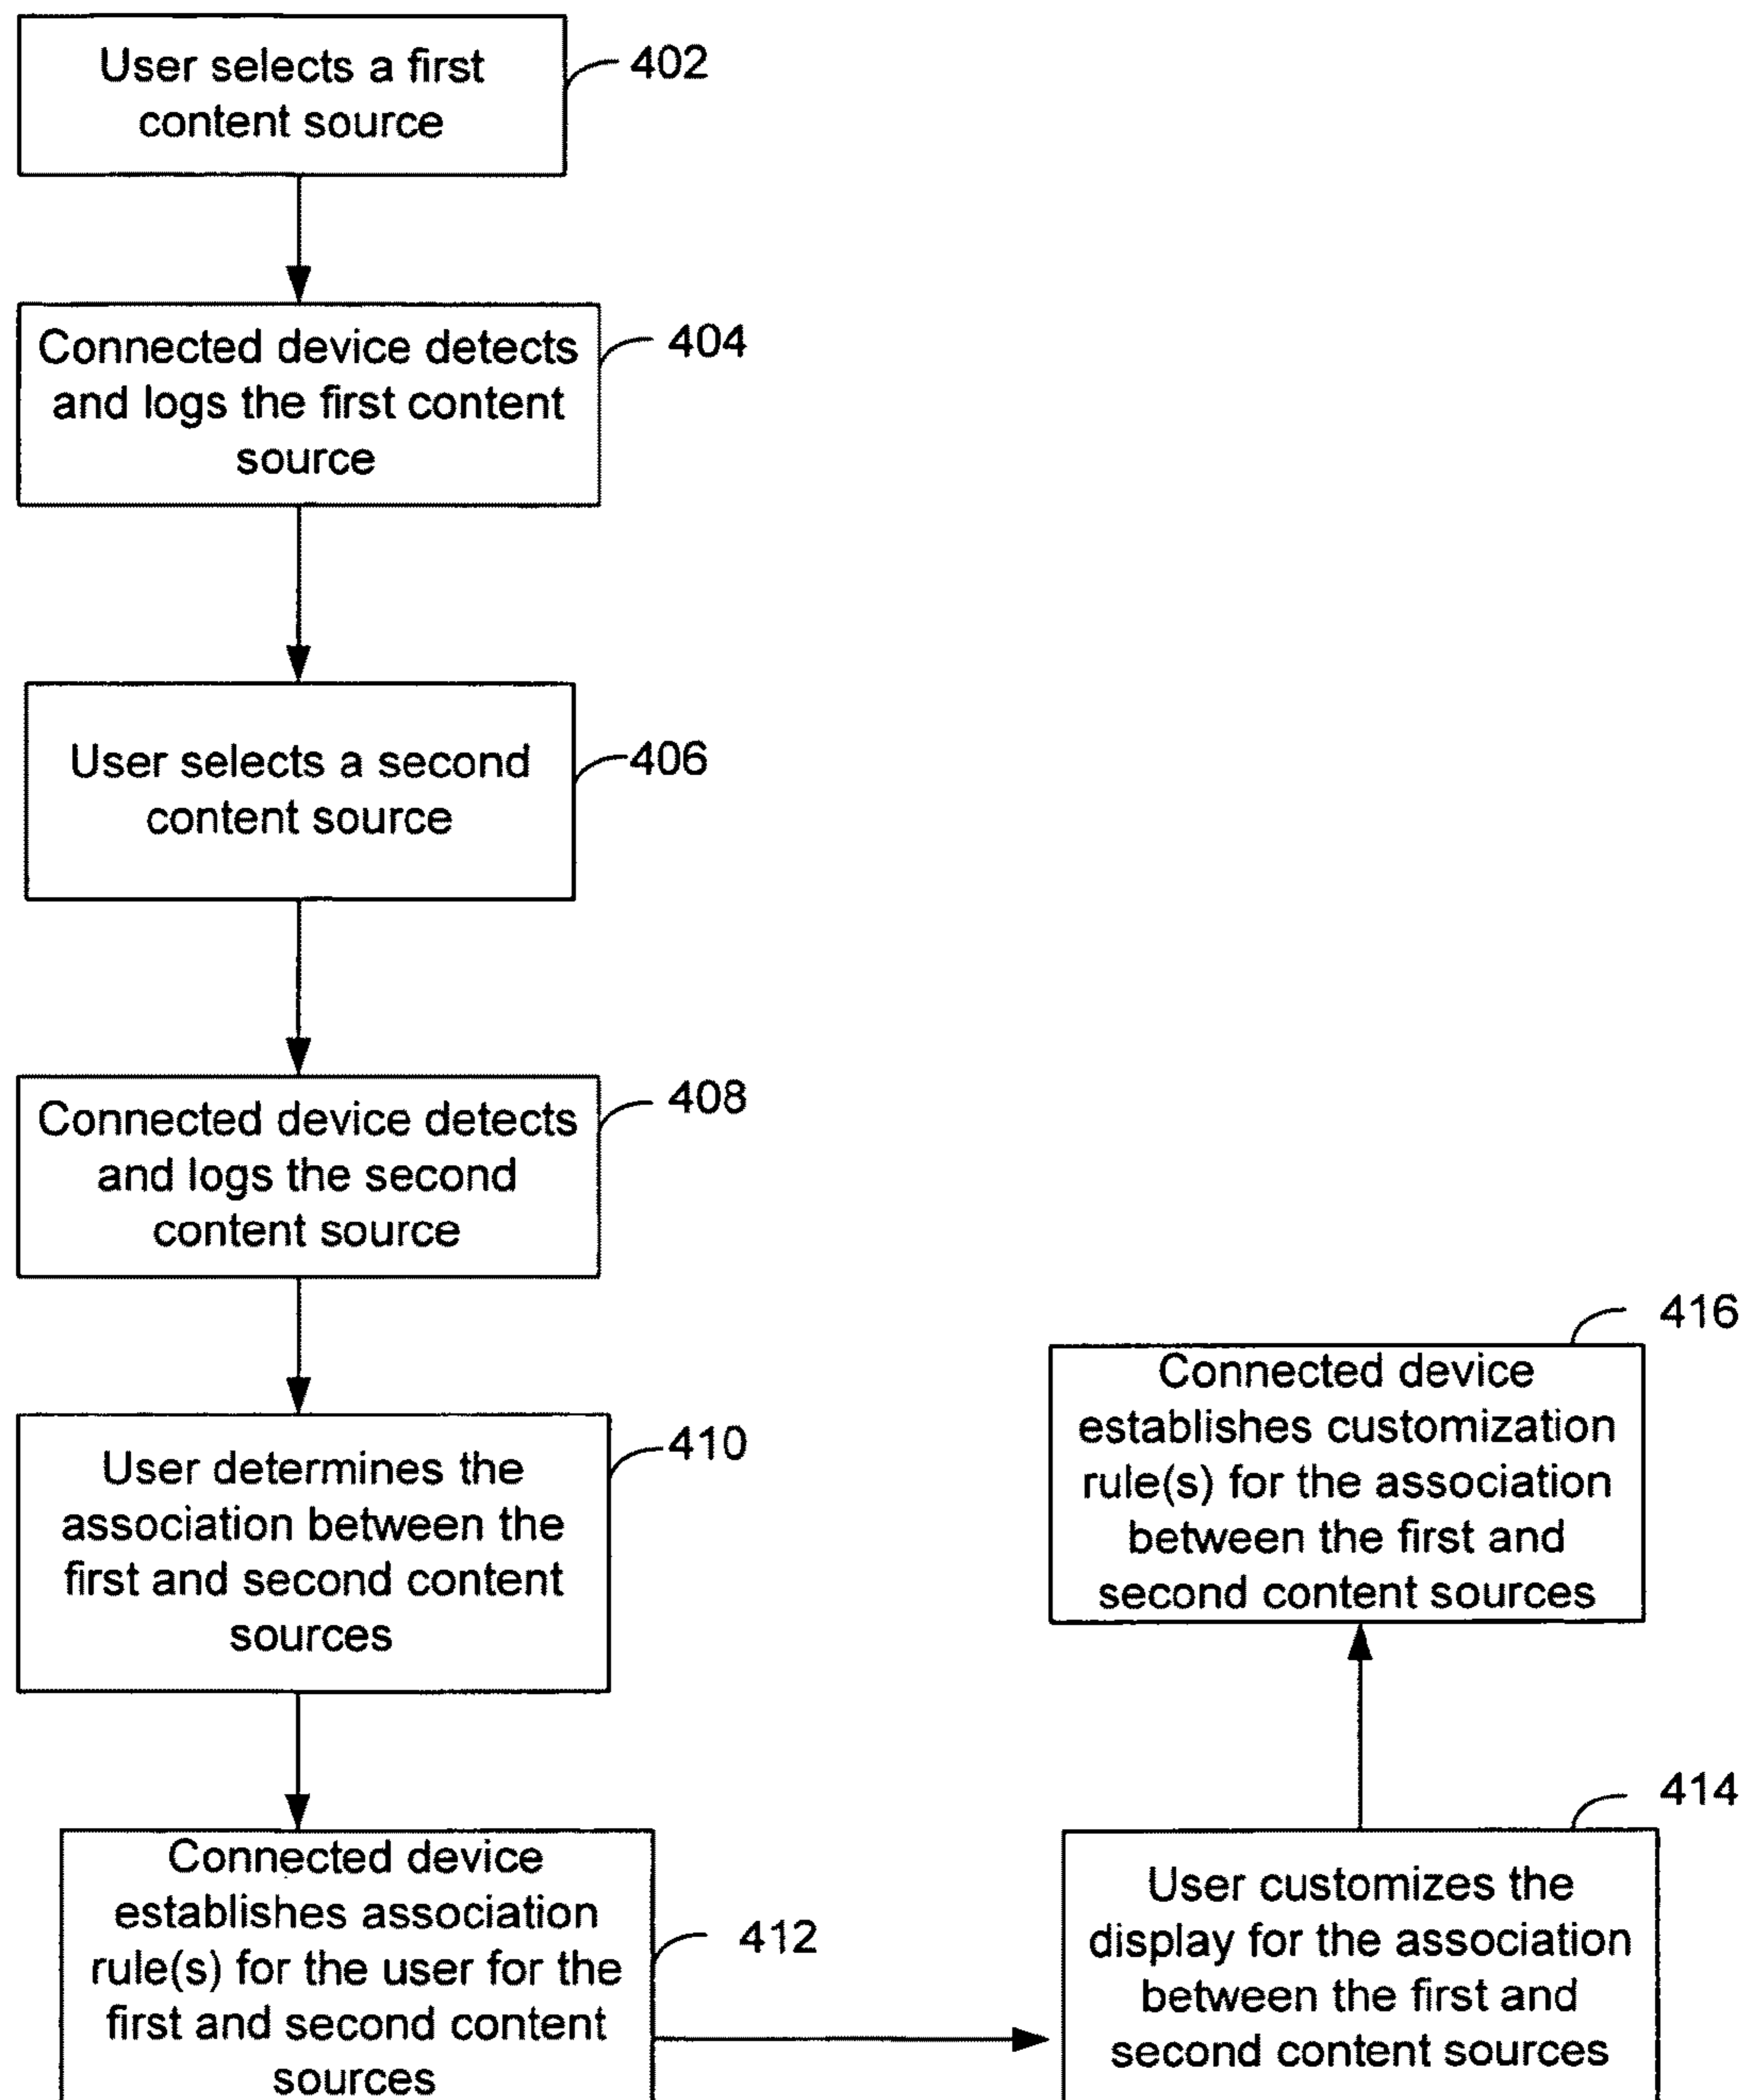 User selects a first
content source
402
Connected device detects
and logs the first content
source
404
User selects a second
content source
406
Connected device detects
and logs the second
content source
408
User determines the
association between the
first and second content
sources
410
Connected device
establishes association
rule(s) for the user for the
first and second content
sources
412
User customizes the
display for the association
between the first and
second content sources
414
Connected device
establishes customization
rule(s) for the association
between the first and
second content sources
416